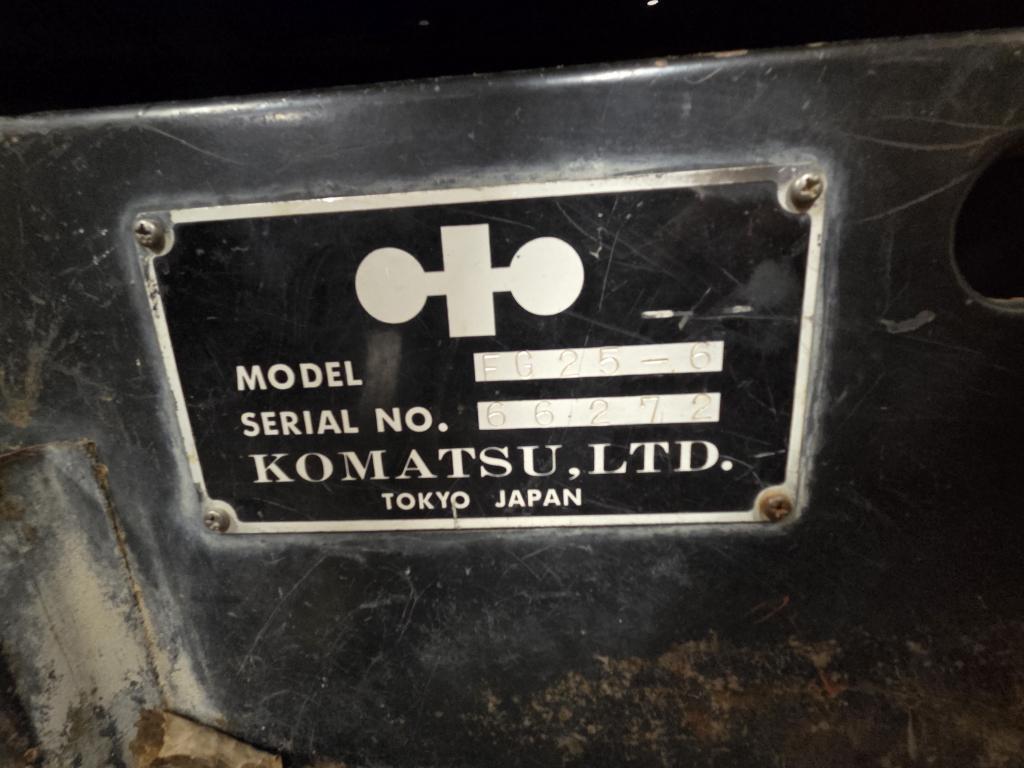 MODEL FG25-6
SERIAL NO. 66272
KOMATSU, LTD.
TOKYO JAPAN